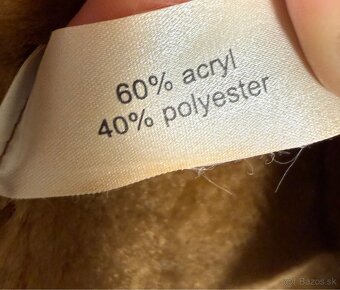 60% acryl
40% polyester
Bazos.sk